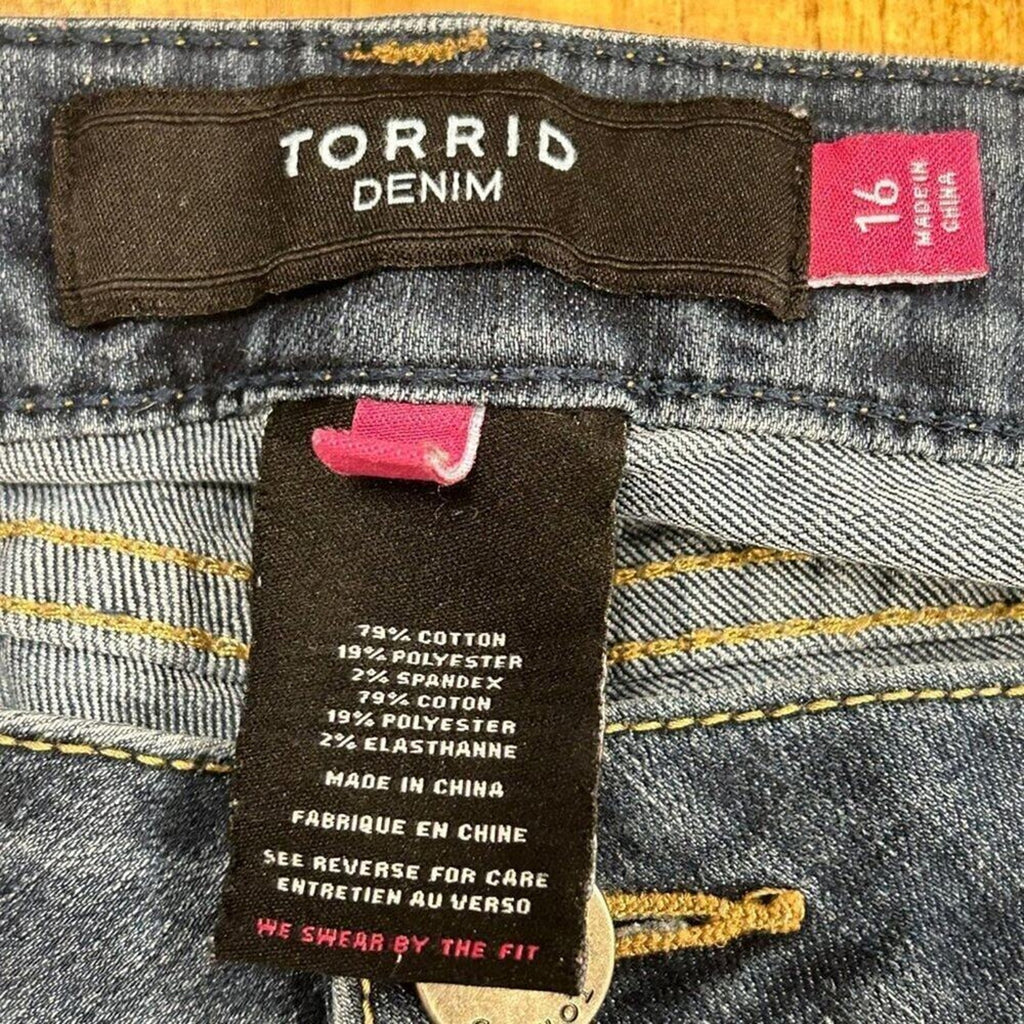 TORRID
DENIM
16
MADE IN
CHINA
79% COTTON
19% POLYESTER
2% SPANDEX
79% COTON
19% POLYESTER
2% ELASTHANNE
MADE IN CHINA
FABRIQUE EN CHINE
SEE REVERSE FOR CARE
ENTRETIEN AU VERSO
WE SWEAR BY THE FIT